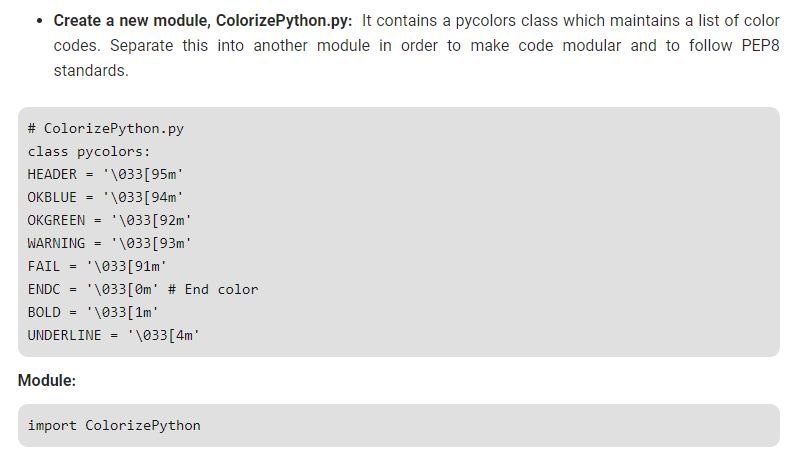 • Create a new module, ColorizePython.py: It contains a pycolors class which maintains a list of color
codes. Separate this into another module in order to make code modular and to follow PEP8
standards.
# ColorizePython.py
class pycolors:
HEADER = '\033[95m'
OKBLUE = '\033[94m'
OKGREEN = '\033[92m'
WARNING = '\033[93m'
FAIL = '\033[91m'
ENDC = '\033[0m' # End color
BOLD = '\033[1m'
UNDERLINE = '\033[4m'
Module:
import ColorizePython